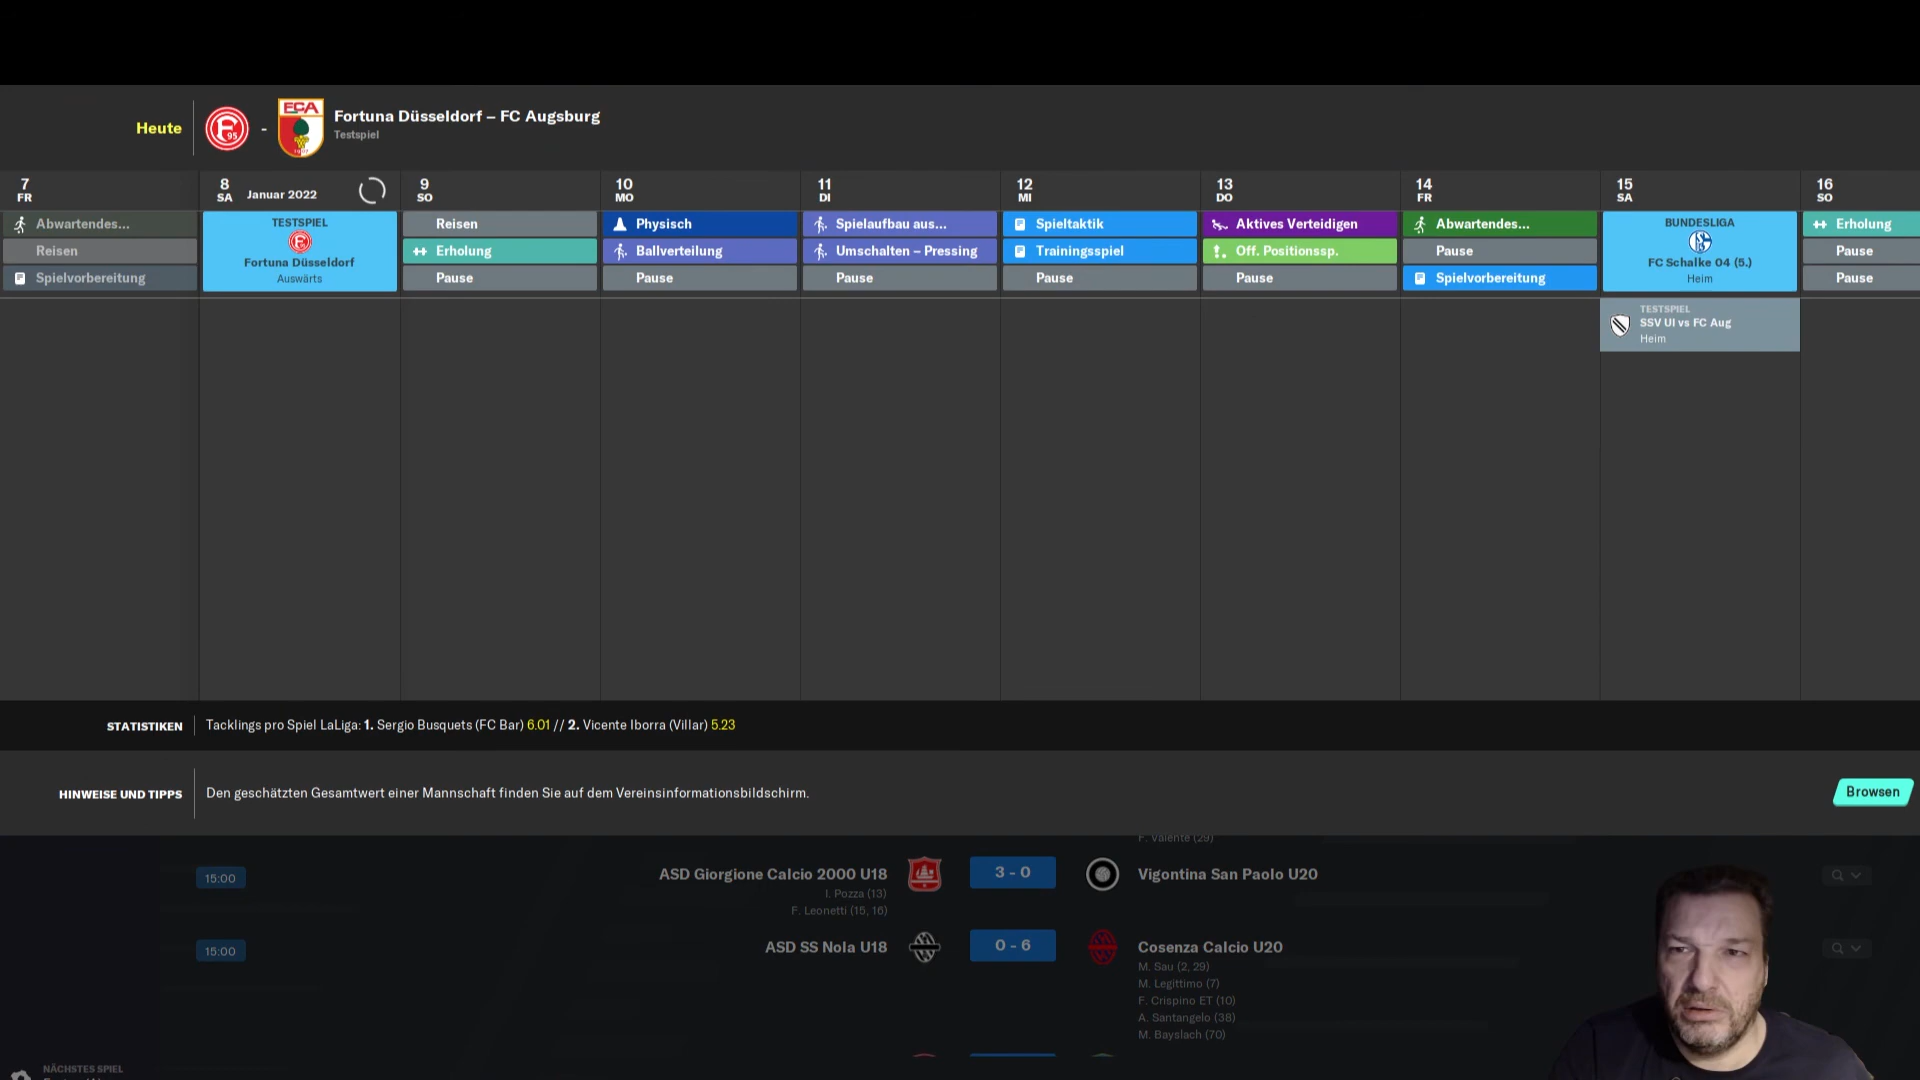 Heute
Fortuna Düsseldorf – FC Augsburg
Testspiel
7 FR
8 SA Januar 2022
9 SO
10 MO
11 DI
12 MI
13 DO
14 FR
15 SA
16 SO
Abwartendes...
Reisen
Spielvorbereitung
TESTSPIEL
Fortuna Düsseldorf
Auswärts
Reisen
Erholung
Pause
Physisch
Ballverteilung
Pause
Spielaufbau aus...
Umschalten – Pressing
Pause
Spieltaktik
Trainingsspiel
Pause
Aktives Verteidigen
Off. Positionssp.
Pause
Abwartendes...
Pause
Spielvorbereitung
BUNDESLIGA
FC Schalke 04 (5.)
Heim
TESTSPIEL
SSV Ul vs FC Aug
Heim
Erholung
Pause
Pause
STATISTIKEN
Tacklings pro Spiel LaLiga: 1. Sergio Busquets (FC Bar) 6.01 // 2. Vicente Iborra (Villar) 5.23
HINWEISE UND TIPPS
Den geschätzten Gesamtwert einer Mannschaft finden Sie auf dem Vereinsinformationsbildschirm.
Browsen
F. Valente (29)
15:00
ASD Giorgione Calcio 2000 U18
3 - 0
Vigontina San Paolo U20
I. Pozza (13)
F. Leonetti (15, 16)
15:00
ASD SS Nola U18
0 - 6
Cosenza Calcio U20
M. Sau (2, 29)
M. Legittimo (7)
F. Crispino ET (10)
A. Santangelo (38)
M. Bayslach (70)
NÄCHSTES SPIEL